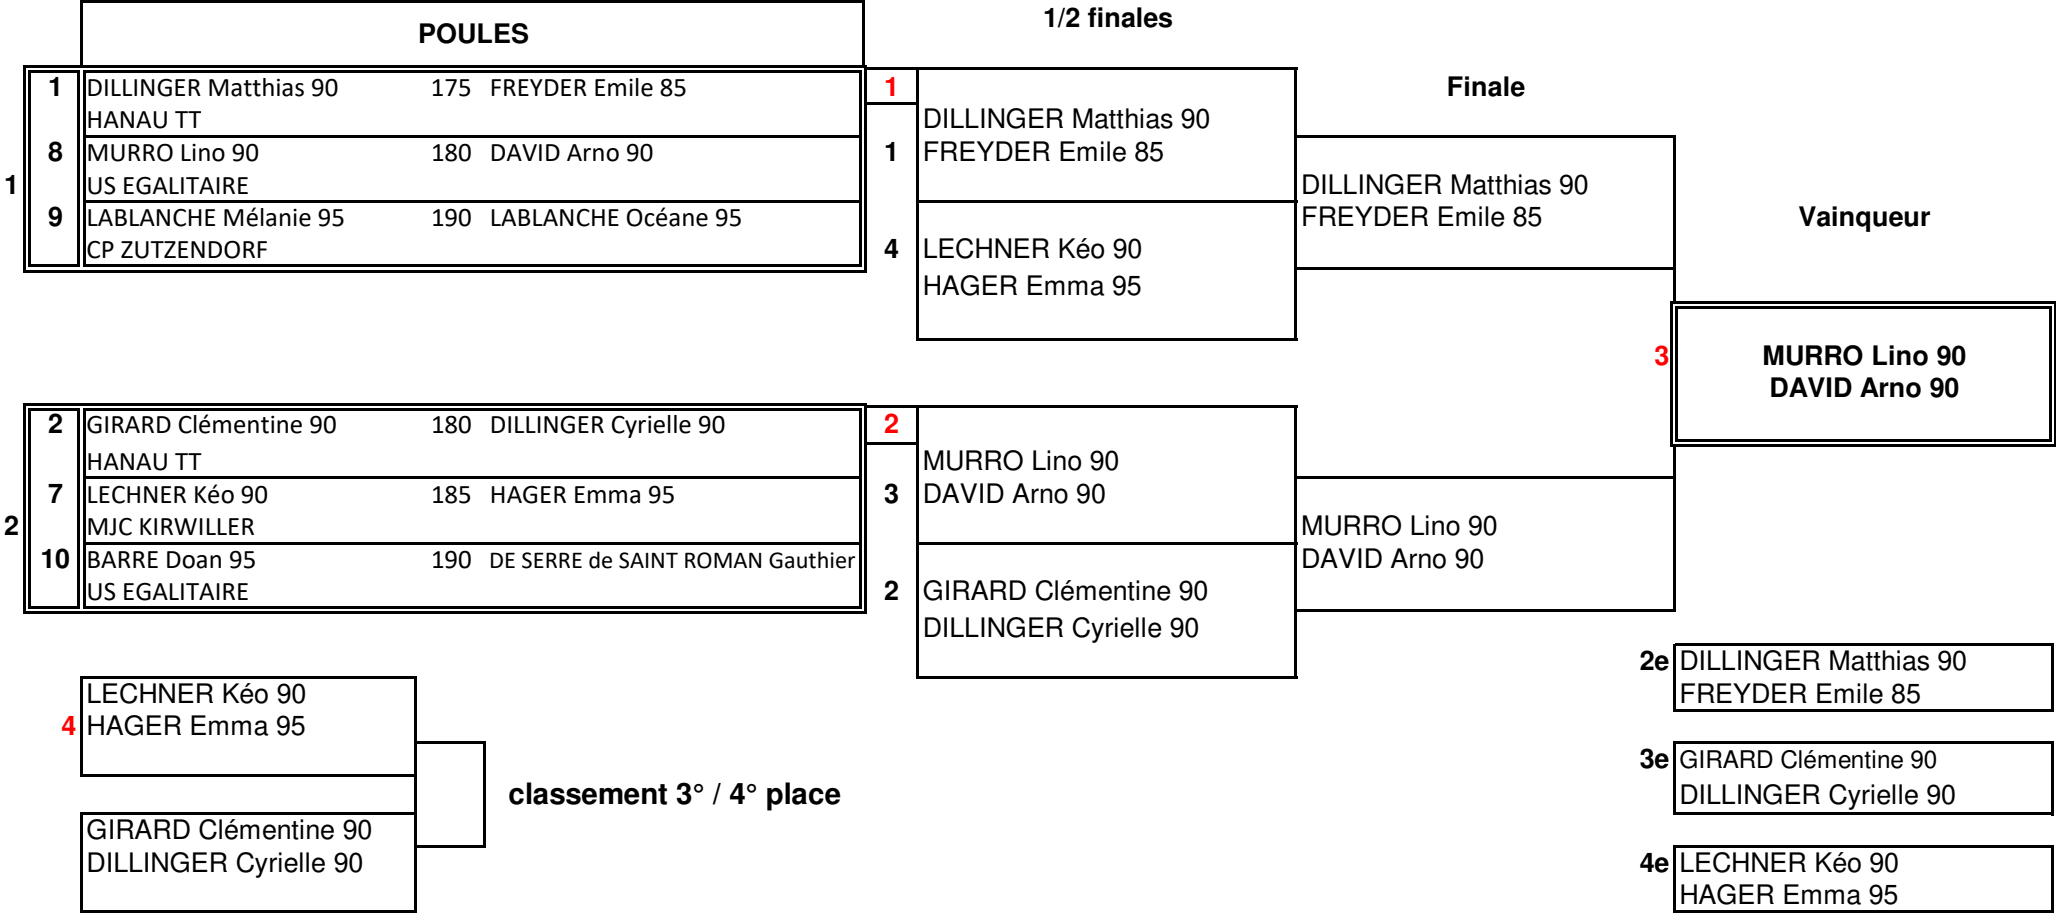 POULES
1/2 finales
1 DILLINGER Matthias 90 175 FREYDER Emile 85
HANAU TT
8 MURRO Lino 90 180 DAVID Arno 90
1 US EGALITAIRE
9 LABLANCHE Mélanie 95 190 LABLANCHE Océane 95
CP ZUTZENDORF
1
DILLINGER Matthias 90
1 FREYDER Emile 85
4 LECHNER Kéo 90
HAGER Emma 95
Finale
DILLINGER Matthias 90
FREYDER Emile 85
Vainqueur
3 MURRO Lino 90
DAVID Arno 90
2 GIRARD Clémentine 90 180 DILLINGER Cyrielle 90
HANAU TT
7 LECHNER Kéo 90 185 HAGER Emma 95
2 MJC KIRWILLER
10 BARRE Doan 95 190 DE SERRE de SAINT ROMAN Gauthier
US EGALITAIRE
2
MURRO Lino 90
3 DAVID Arno 90
2 GIRARD Clémentine 90
DILLINGER Cyrielle 90
MURRO Lino 90
DAVID Arno 90
LECHNER Kéo 90
4 HAGER Emma 95
classement 3° / 4° place
GIRARD Clémentine 90
DILLINGER Cyrielle 90
2e DILLINGER Matthias 90
FREYDER Emile 85
3e GIRARD Clémentine 90
DILLINGER Cyrielle 90
4e LECHNER Kéo 90
HAGER Emma 95